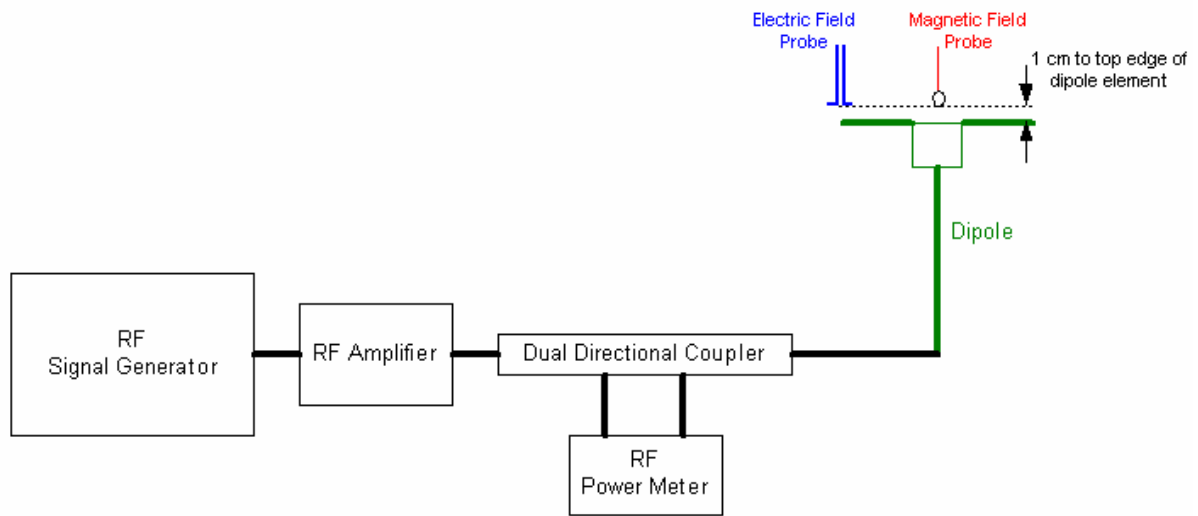 Electric Field
Probe
Magnetic Field
Probe
1 cm to top edge of
dipole element
Dipole
RF
Signal Generator
RF Amplifier
Dual Directional Coupler
RF
Power Meter